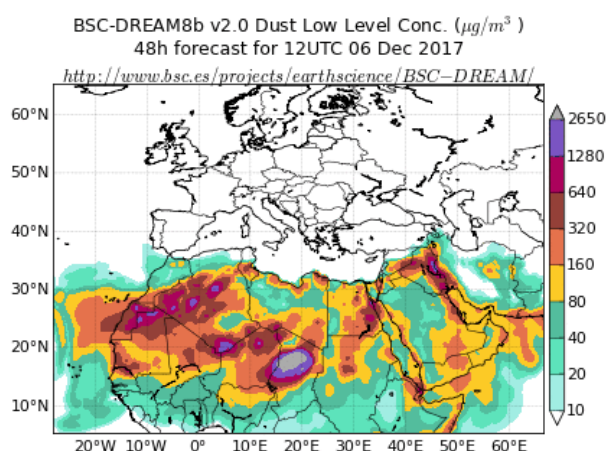 BSC-DREAM8b v2.0 Dust Low Level Conc. (μg/m³ )
48h forecast for 12UTC 06 Dec 2017
http://www.bsc.es/projects/earthscience/BSC−DREAM/
60°N
50°N
40°N
30°N
20°N
10°N
20°W
10°W
0°
10°E
20°E
30°E
40°E
50°E
60°E
2650
1280
640
320
160
80
40
20
10